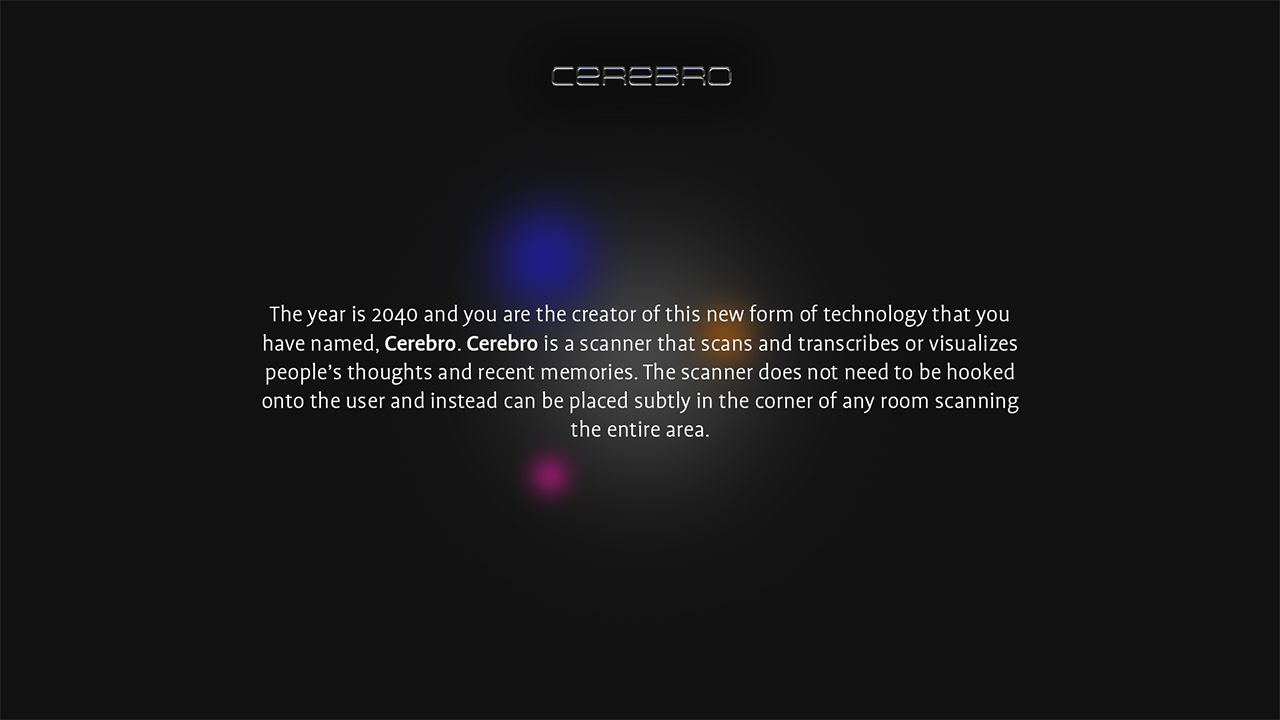 CEREBRO
The year is 2040 and you are the creator of this new form of technology that you
have named, Cerebro. Cerebro is a scanner that scans and transcribes or visualizes
people’s thoughts and recent memories. The scanner does not need to be hooked
onto the user and instead can be placed subtly in the corner of any room scanning
the entire area.